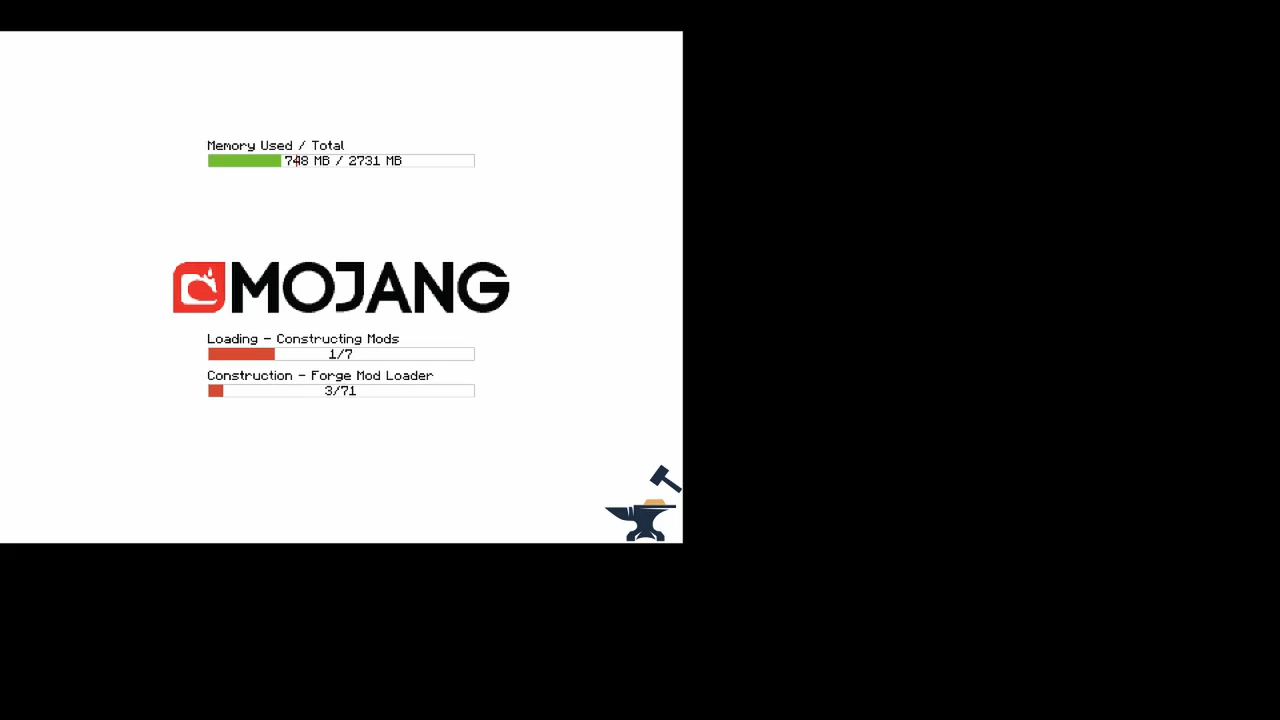 Memory Used / Total
748 MB / 2731 MB
MOJANG
Loading - Constructing Mods
1/7
Construction - Forge Mod Loader
3/71